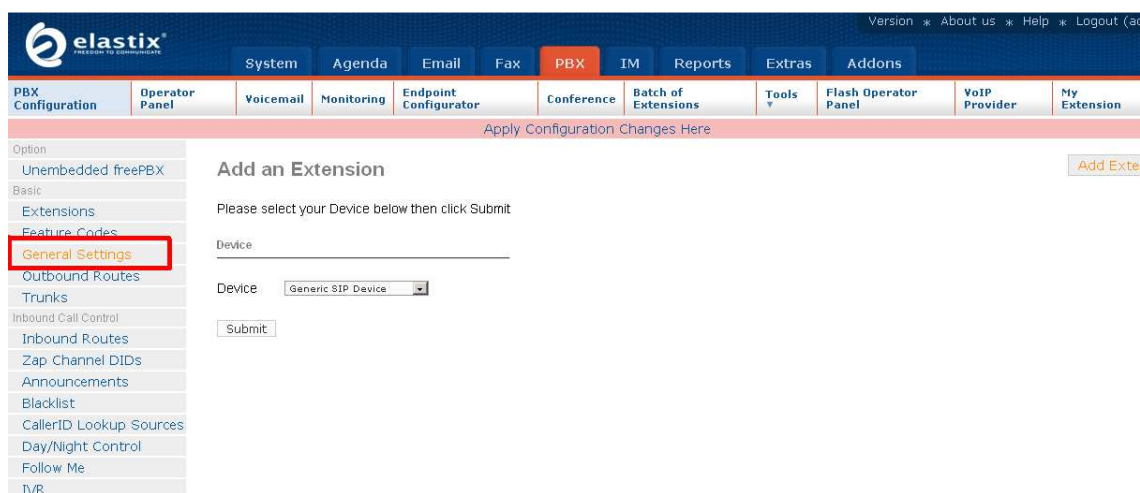 Version * About us * Help * Logout (ad
elastix
FREEDOM TO COMMUNICATE
System Agenda Email Fax PBX IM Reports Extras Addons
PBX Configuration Operator Panel Voicemail Monitoring Endpoint Configurator Conference Batch of Extensions Tools Flash Operator Panel VoIP Provider My Extension
Apply Configuration Changes Here
Option
Unembedded freePBX
Basic
Extensions
Feature Codes
General Settings
Outbound Routes
Trunks
Inbound Call Control
Inbound Routes
Zap Channel DIDs
Announcements
Blacklist
CallerID Lookup Sources
Day/Night Control
Follow Me
IVR
Add an Extension
Add Exte
Please select your Device below then click Submit
Device
Device Generic SIP Device
Submit